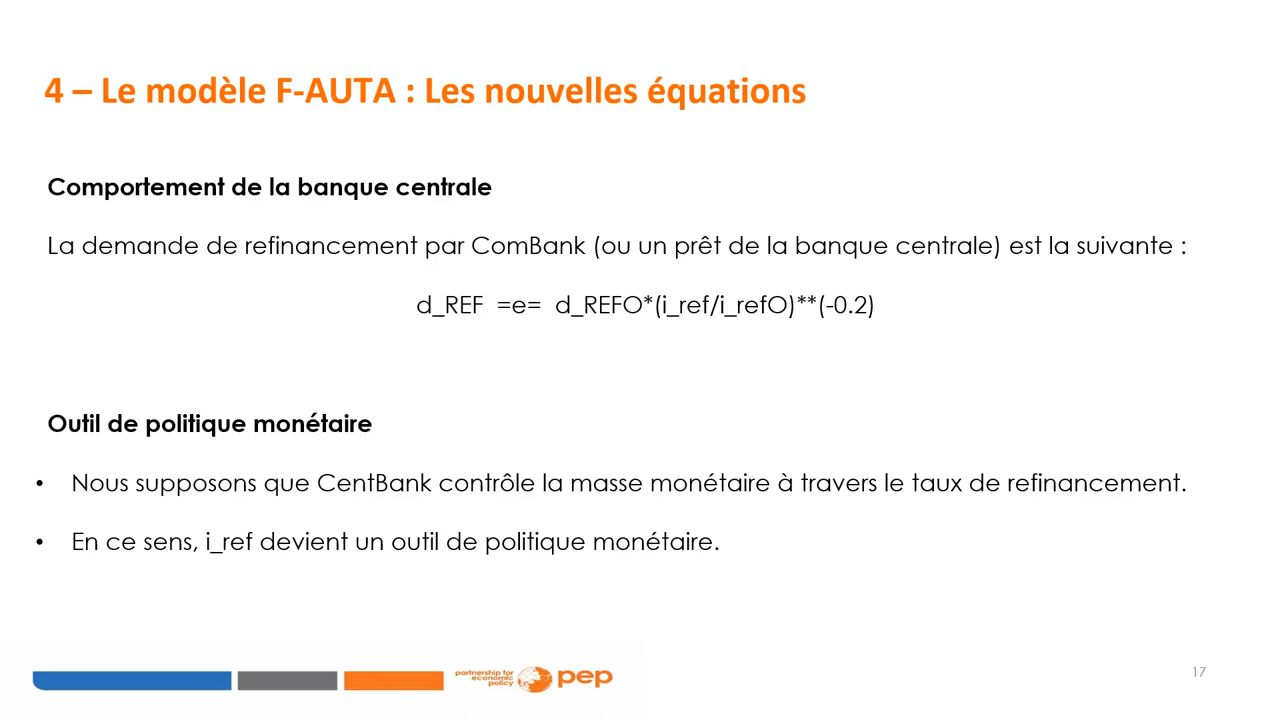 4 – Le modèle F-AUTA : Les nouvelles équations
Comportement de la banque centrale
La demande de refinancement par ComBank (ou un prêt de la banque centrale) est la suivante :
d_REF =e= d_REFO*(i_ref/i_refO)**(-0.2)
Outil de politique monétaire
• Nous supposons que CentBank contrôle la masse monétaire à travers le taux de refinancement.
• En ce sens, i_ref devient un outil de politique monétaire.
partnership for
economic
policy
pep
17